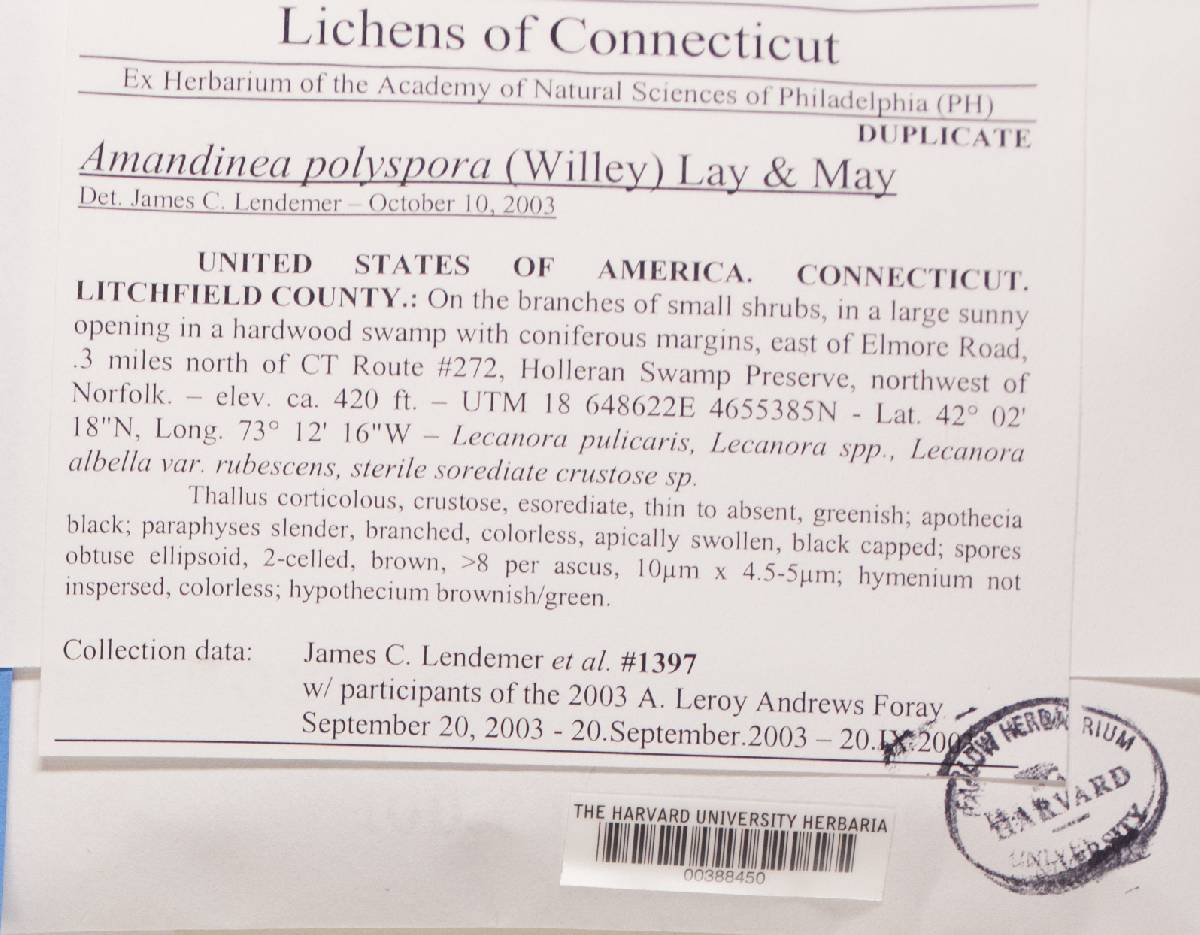 Lichens of Connecticut
Ex Herbarium of the Academy of Natural Sciences of Philadelphia (PH)
DUPLICATE
Amandinea polyspora (Willey) Lay & May
Det. James C. Lendemer – October 10, 2003
UNITED STATES OF AMERICA. CONNECTICUT.
LITCHFIELD COUNTY.: On the branches of small shrubs, in a large sunny
opening in a hardwood swamp with coniferous margins, east of Elmore Road,
.3 miles north of CT Route #272, Holleran Swamp Preserve, northwest of
Norfolk. – elev. ca. 420 ft. – UTM 18 648622E 4655385N - Lat. 42° 02'
18"N, Long. 73° 12' 16"W – Lecanora pulicaris, Lecanora spp., Lecanora
albella var. rubescens, sterile sorediate crustose sp.
Thallus corticolous, crustose, esorediate, thin to absent, greenish; apothecia
black; paraphyses slender, branched, colorless, apically swollen, black capped; spores
obtuse ellipsoid, 2-celled, brown, >8 per ascus, 10µm x 4.5-5µm; hymenium not
inspersed, colorless; hypothecium brownish/green.
Collection data: James C. Lendemer et al. #1397
w/ participants of the 2003 A. Leroy Andrews Foray
September 20, 2003 - 20.September.2003 – 20.IX.2003
FARLOW HERBARIUM
HARVARD
UNIVERSITY
THE HARVARD UNIVERSITY HERBARIA
00388450